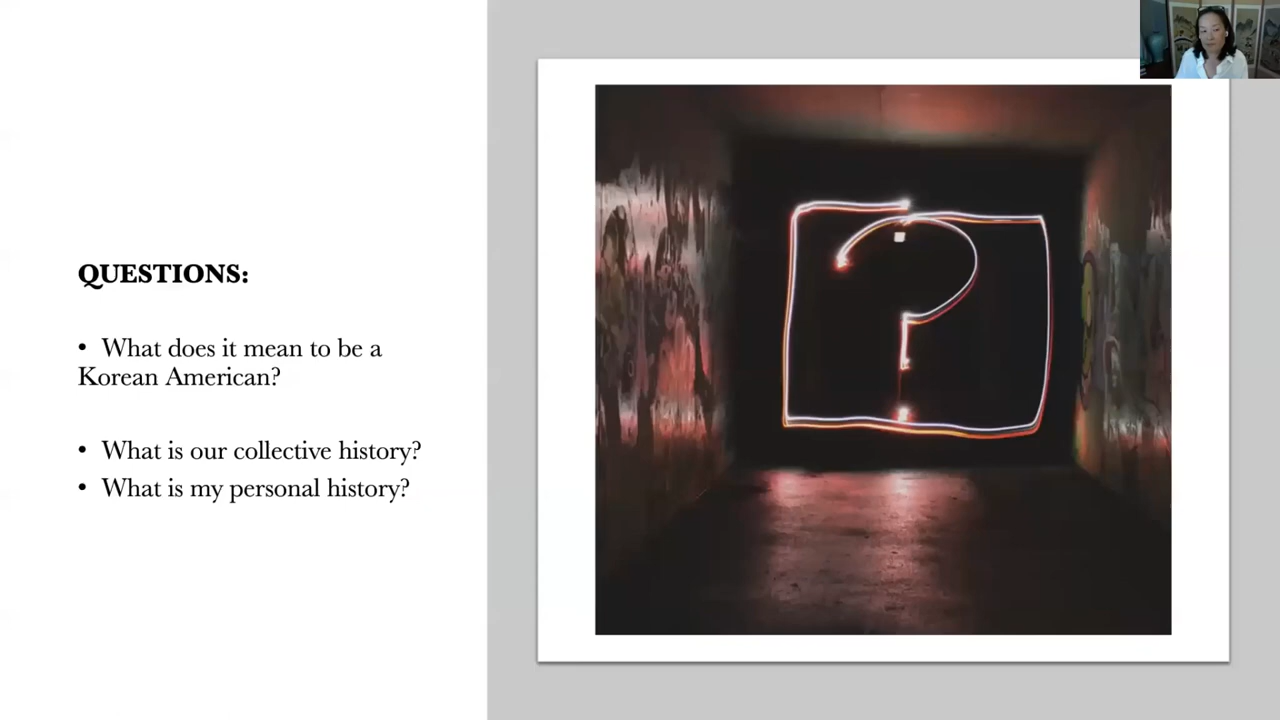 QUESTIONS:
• What does it mean to be a
Korean American?
• What is our collective history?
• What is my personal history?
?